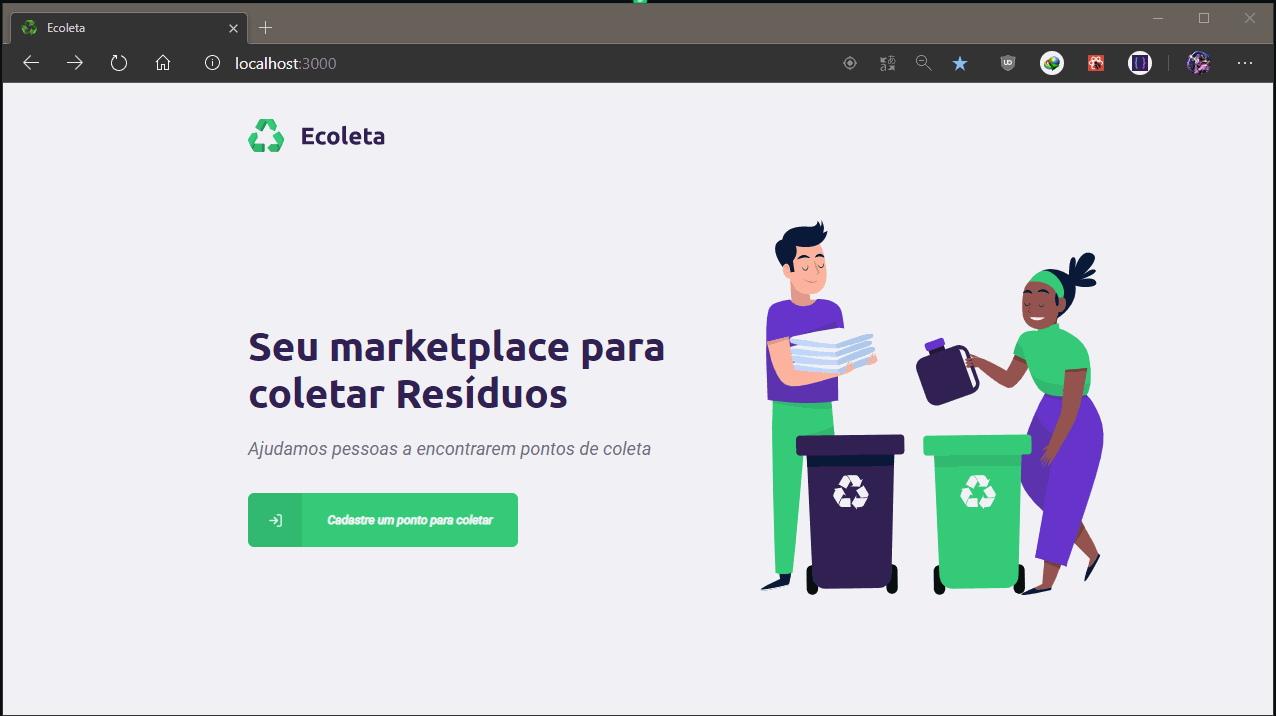 Ecoleta
localhost:3000
Ecoleta
Seu marketplace para
coletar Resíduos
Ajudamos pessoas a encontrarem pontos de coleta
Cadastre um ponto para coletar